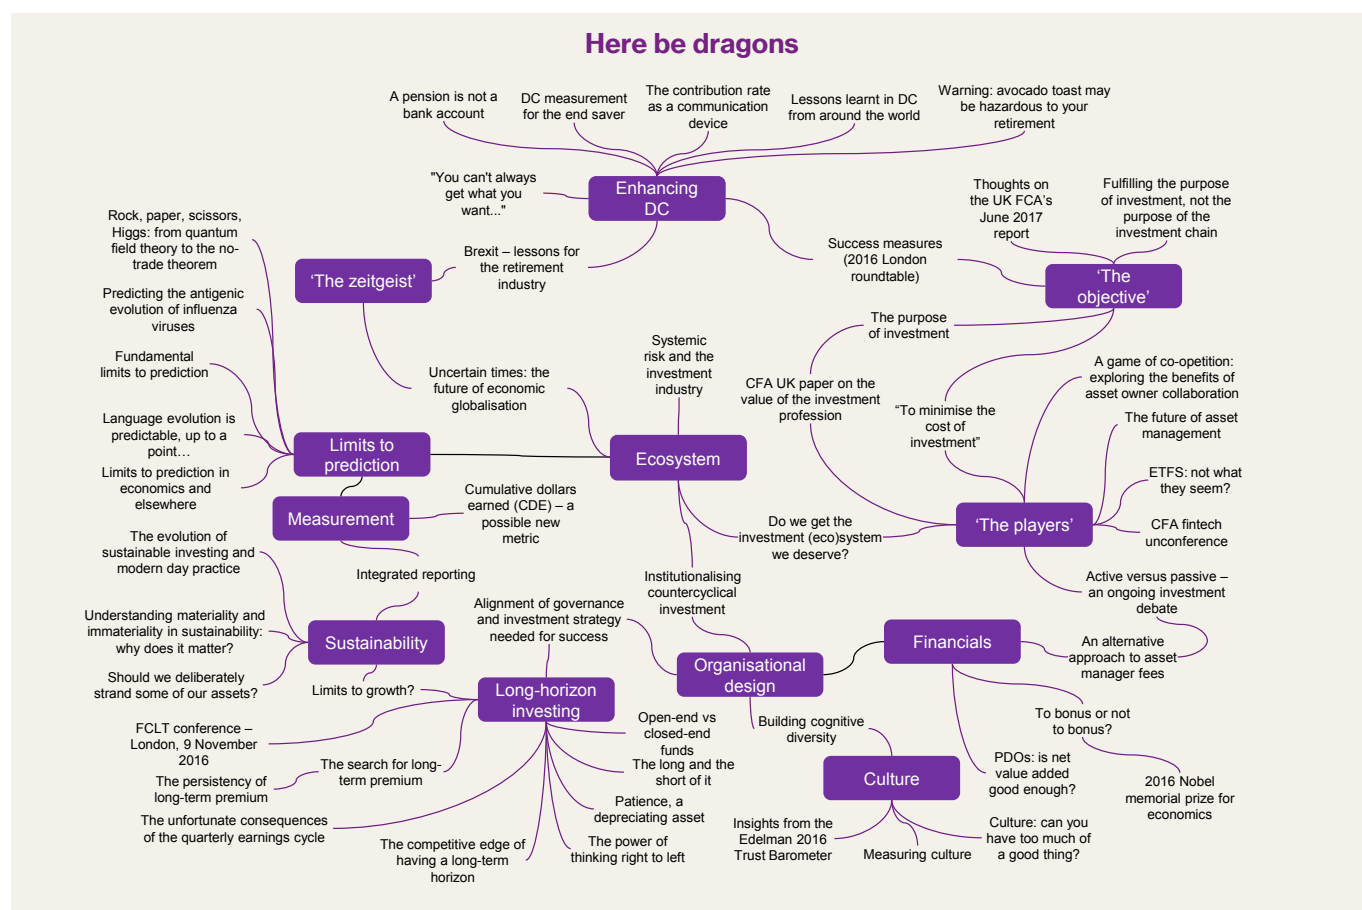 Here be dragons
A pension is not a
bank account
DC measurement
for the end saver
The contribution rate
as a communication
device
Lessons learnt in DC
from around the world
Warning: avocado toast may
be hazardous to your
retirement
"You can't always
get what you
want..."
Enhancing
DC
Thoughts on
the UK FCA's
June 2017
report
Fulfilling the purpose
of investment, not the
purpose of the
investment chain
Rock, paper, scissors,
Higgs: from quantum
field theory to the no-
trade theorem
Brexit – lessons for
the retirement
industry
'The zeitgeist'
Success measures
(2016 London
roundtable)
'The
objective'
Predicting the antigenic
evolution of influenza
viruses
The purpose
of investment
Systemic
risk and the
investment
industry
Fundamental
limits to prediction
Uncertain times: the
future of economic
globalisation
CFA UK paper on the
value of the investment
profession
“To minimise the
cost of
investment”
A game of co-opetition:
exploring the benefits of
asset owner collaboration
The future of asset
management
Language evolution is
predictable, up to a
point…
Limits to
prediction
Ecosystem
Limits to prediction in
economics and
elsewhere
ETFS: not what
they seem?
Measurement
Cumulative dollars
earned (CDE) – a
possible new
metric
Do we get the
investment (eco)system
we deserve?
'The players'
CFA fintech
unconference
The evolution of
sustainable investing and
modern day practice
Integrated reporting
Institutionalising
countercyclical
investment
Active versus passive –
an ongoing investment
debate
Understanding materiality and
immateriality in sustainability:
why does it matter?
Sustainability
Alignment of governance
and investment strategy
needed for success
Financials
An alternative
approach to asset
manager fees
Organisational
design
Should we deliberately
strand some of our assets?
Limits to growth?
Long-horizon
investing
Open-end vs
closed-end
funds
Building cognitive
diversity
To bonus or not
to bonus?
FCLT conference –
London, 9 November
2016
The search for long-
term premium
The persistency of
long-term premium
The long and the
short of it
Culture
PDOs: is net
value added
good enough?
2016 Nobel
memorial prize for
economics
Patience, a
depreciating asset
The unfortunate consequences
of the quarterly earnings cycle
The competitive edge of
having a long-term
horizon
The power of
thinking right to left
Insights from the
Edelman 2016
Trust Barometer
Measuring culture
Culture: can you
have too much of
a good thing?